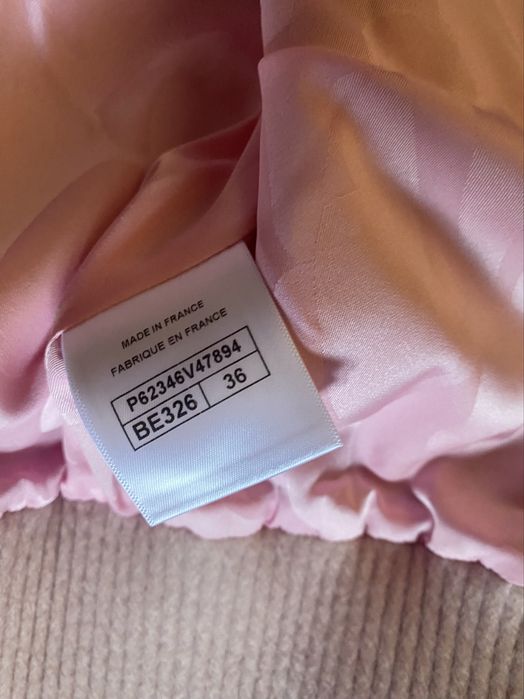 MADE IN FRANCE
FABRIQUE EN FRANCE
P62346V47894
BE326 36